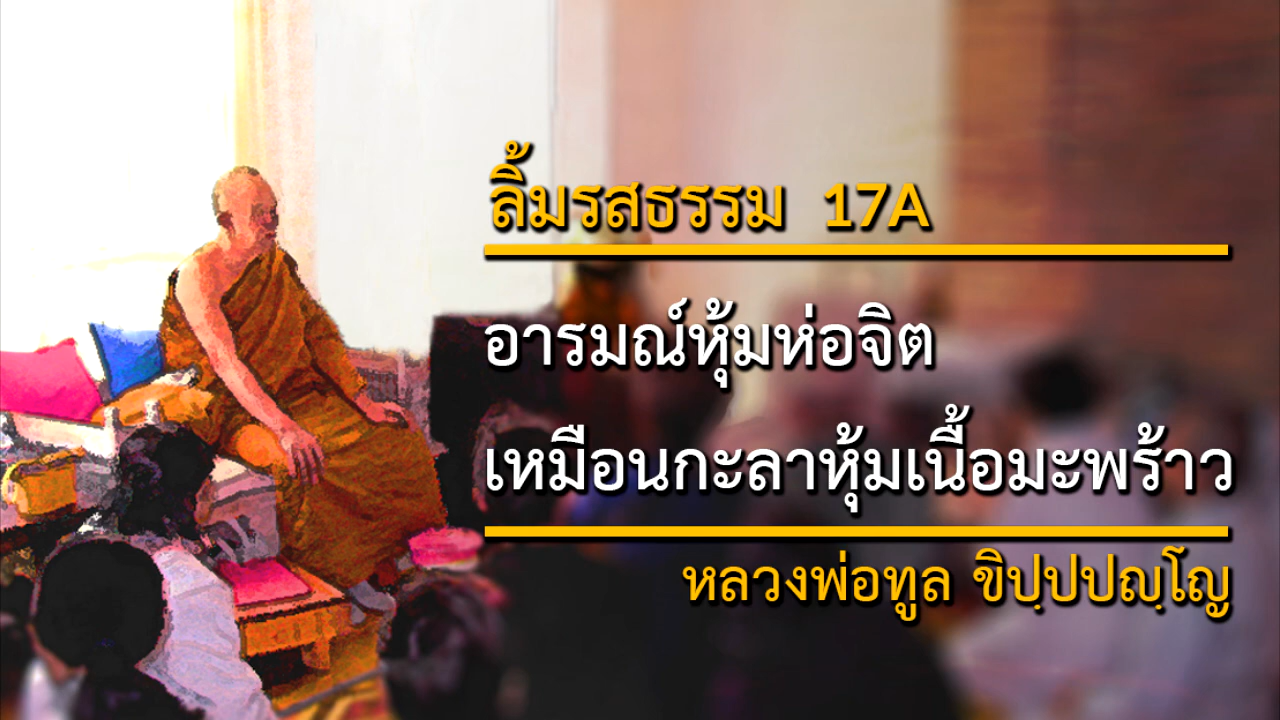 ลิ้มรสธรรม 17A
อารมณ์หุ้มห่อจิต
เหมือนกะลาหุ้มเนื้อมะพร้าว
หลวงพ่อทูล ขิปฺปปญฺโญ